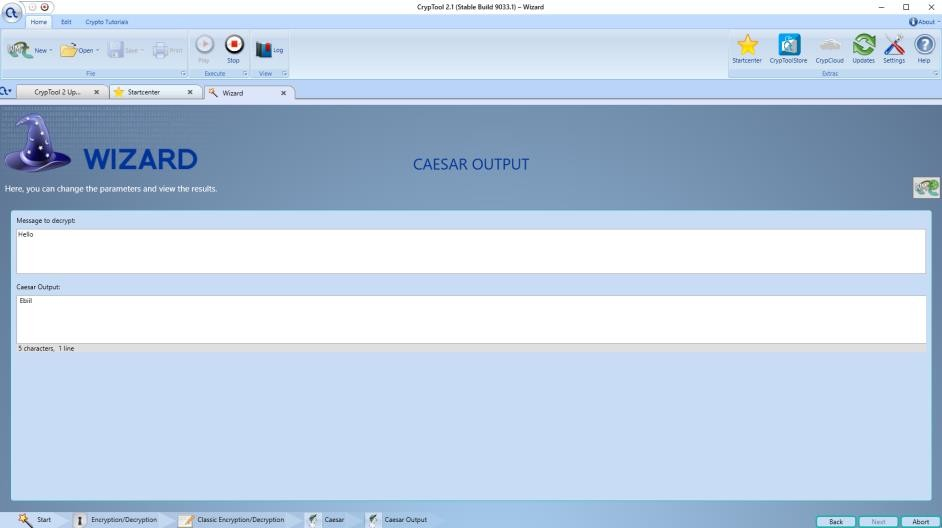 CrypTool 2.1 (Stable Build 9033.1) – Wizard
Home Edit Crypto Tutorials About
New Open Save Print Play Stop Log Startcenter CrypToolStore CrypCloud Updates Settings Help
File Execute View Extras
CrypTool 2 Up... Startcenter Wizard
WIZARD
CAESAR OUTPUT
Here, you can change the parameters and view the results.
Message to decrypt:
Hello
Caesar Output:
Ebiil
5 characters, 1 line
Start Encryption/Decryption Classic Encryption/Decryption Caesar Caesar Output
Back Next Abort